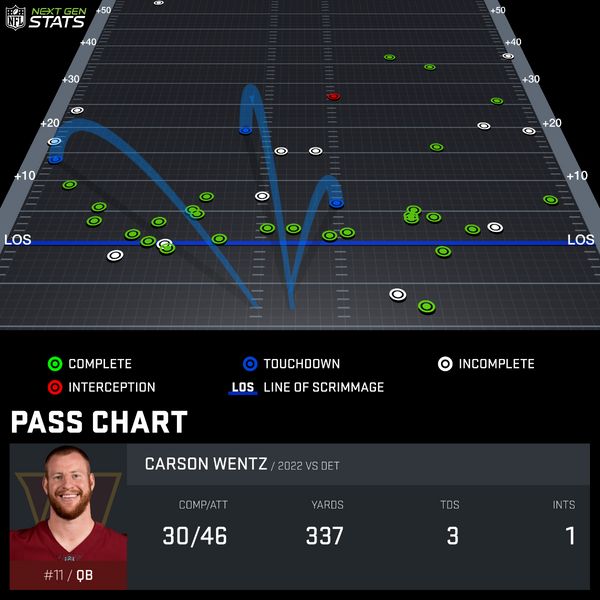 NFL NEXT GEN STATS
+50 +50
+40 +40
+30 +30
+20 +20
+10 +10
LOS LOS
COMPLETE TOUCHDOWN INCOMPLETE
INTERCEPTION LOS LINE OF SCRIMMAGE
PASS CHART
CARSON WENTZ / 2022 VS DET
COMP/ATT YARDS TDS INTS
30/46 337 3 1
#11 / QB